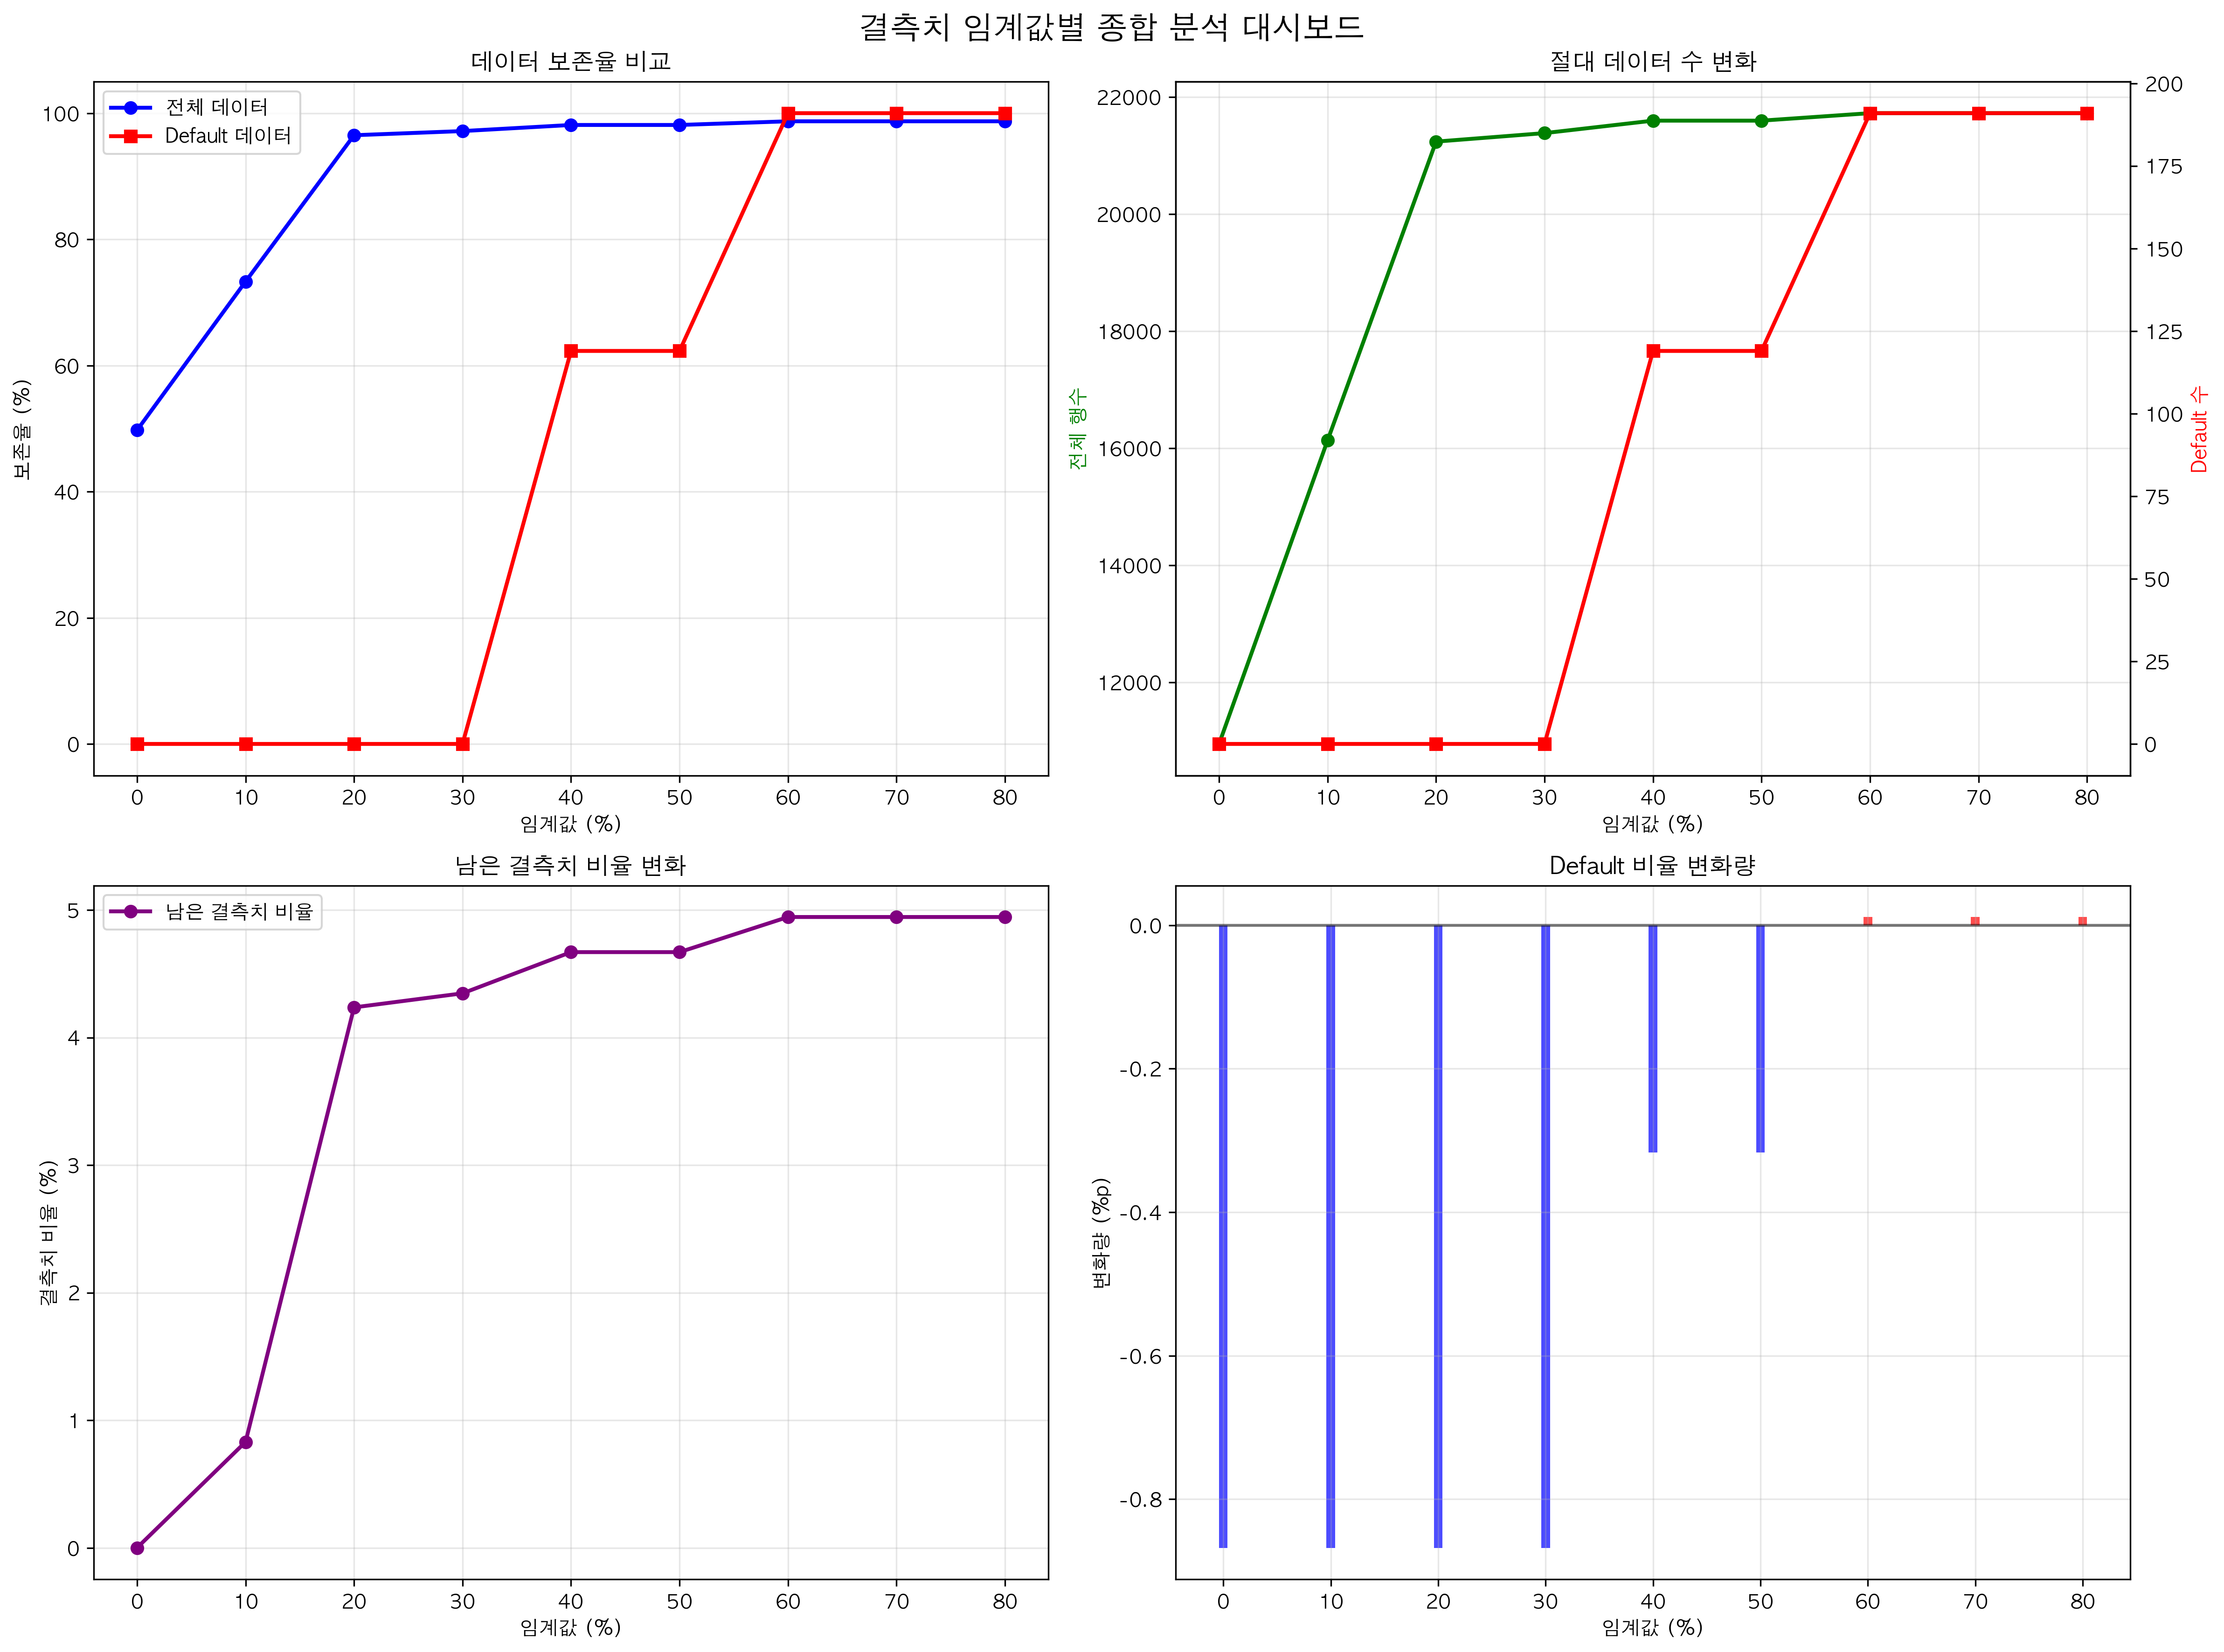 결측치 임계값별 종합 분석 대시보드
데이터 보존율 비교
전체 데이터
Default 데이터
100
80
60
40
20
0
보존율 (%)
0 10 20 30 40 50 60 70 80
임계값 (%)
절대 데이터 수 변화
22000
20000
18000
16000
14000
12000
전체 행수
200
175
150
125
100
75
50
25
0
Default 수
0 10 20 30 40 50 60 70 80
임계값 (%)
남은 결측치 비율 변화
남은 결측치 비율
5
4
3
2
1
0
결측치 비율 (%)
0 10 20 30 40 50 60 70 80
임계값 (%)
Default 비율 변화량
0.0
-0.2
-0.4
-0.6
-0.8
변화량 (%p)
0 10 20 30 40 50 60 70 80
임계값 (%)